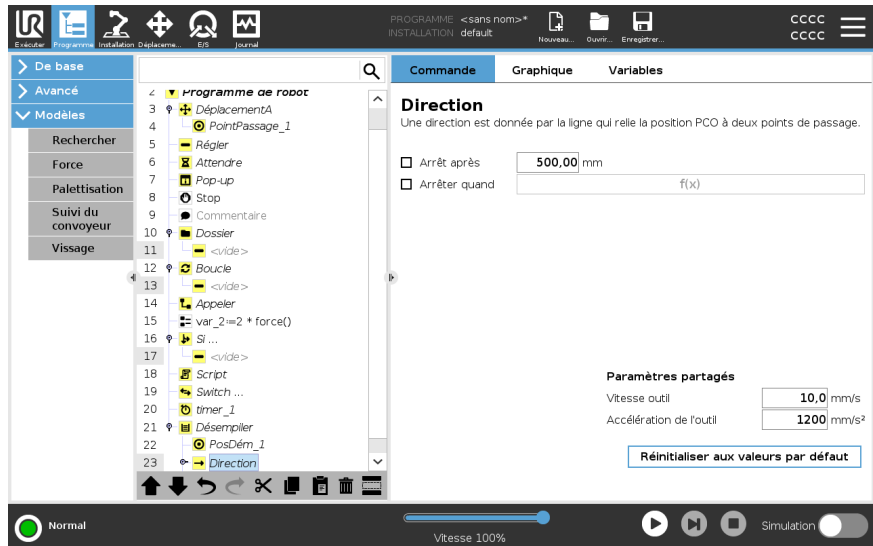 PROGRAMME <sans nom>*
INSTALLATION default
cccc
cccc
Exécuter Programme Installation Déplaceme... E/S Journal Nouveau... Ouvrir... Enregistrer...
De base
Avancé
Modèles
Rechercher
Force
Palettisation
Suivi du
convoyeur
Vissage
2 Programme de robot
3 DéplacementA
4 PointPassage_1
5 Régler
6 Attendre
7 Pop-up
8 Stop
9 Commentaire
10 Dossier
11 <vide>
12 Boucle
13 <vide>
14 Appeler
15 var_2:=2 * force()
16 Si ...
17 <vide>
18 Script
19 Switch ...
20 timer_1
21 Désempiler
22 PosDém_1
23 Direction
Commande Graphique Variables
Direction
Une direction est donnée par la ligne qui relie la position PCO à deux points de passage.
Arrêt après 500,00 mm
Arrêter quand f(x)
Paramètres partagés
Vitesse outil 10,0 mm/s
Accélération de l'outil 1200 mm/s²
Réinitialiser aux valeurs par défaut
Normal
Vitesse 100%
Simulation